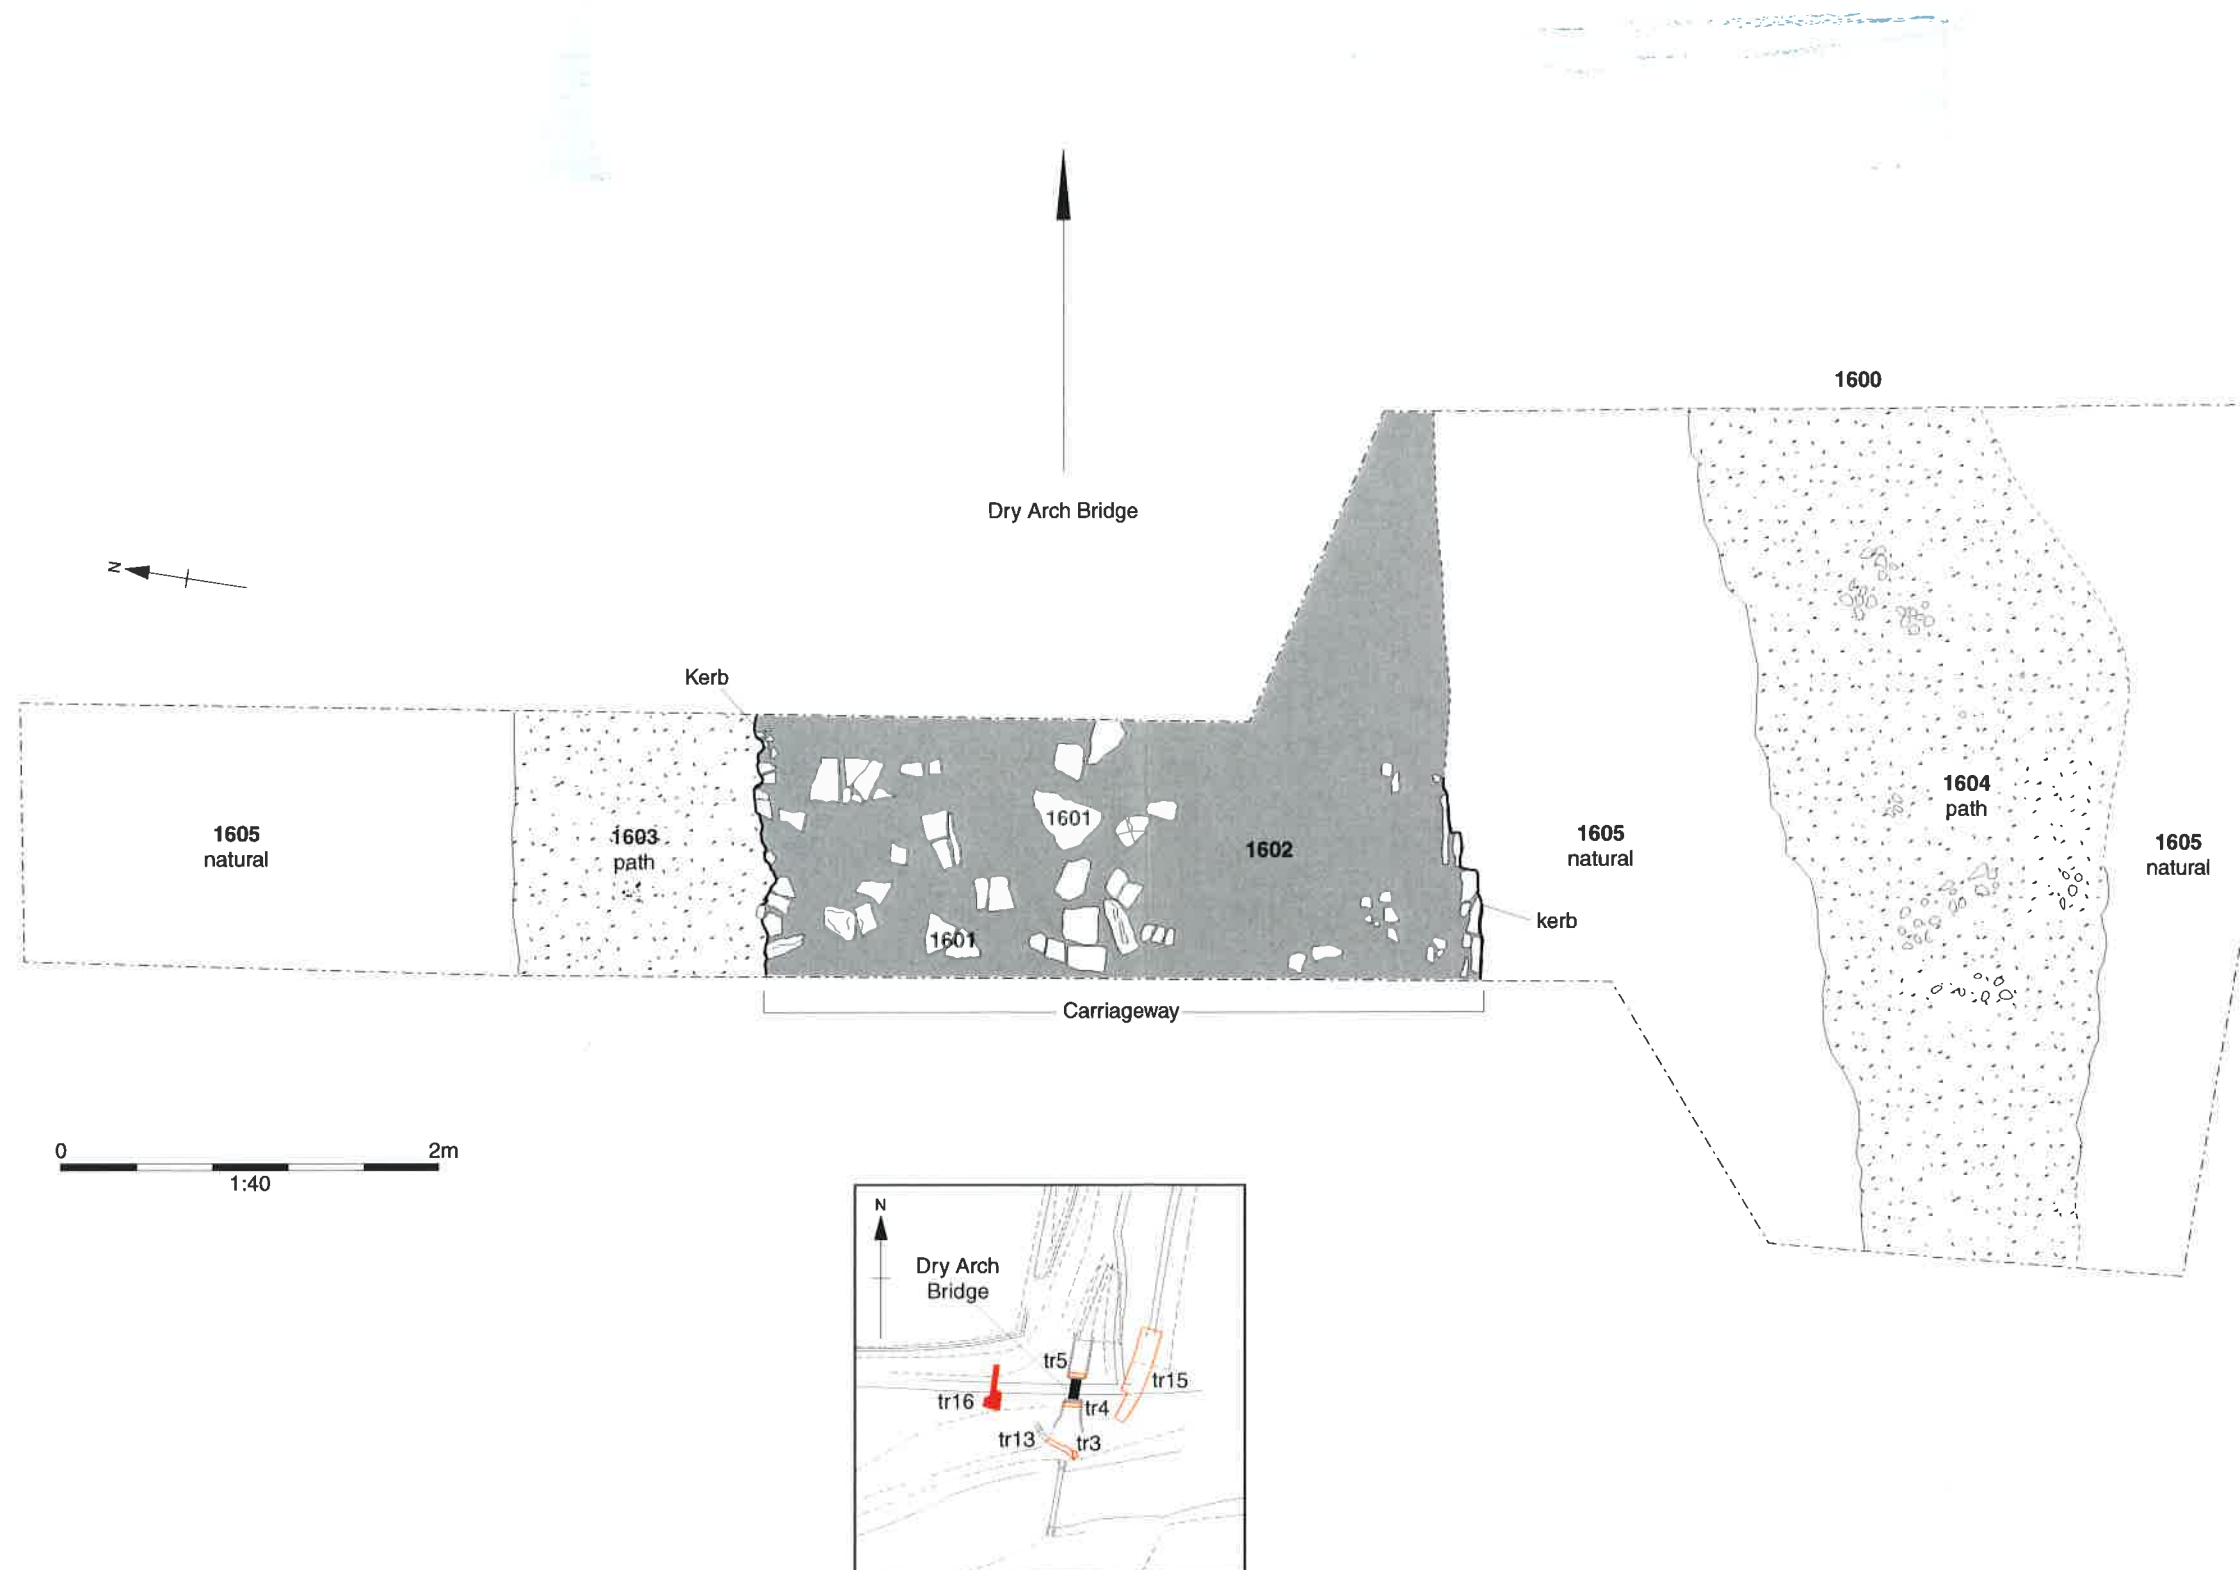 1600
Dry Arch Bridge
N
Kerb
1605
natural
1603
path
1601
1601
1602
1605
natural
1604
path
1605
natural
kerb
Carriageway
0 2m
1:40
N
Dry Arch
Bridge
tr5
tr15
tr16
tr4
tr13
tr3